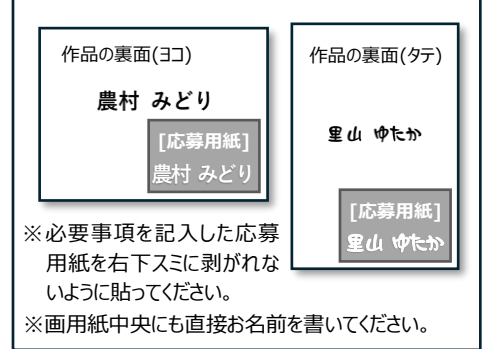 作品の裏面(ヨコ)
農村 みどり
[応募用紙]
農村 みどり
作品の裏面(タテ)
里山 ゆたか
[応募用紙]
里山 ゆたか
※必要事項を記入した応募
用紙を右下スミに剥がれな
いように貼ってください。
※画用紙中央にも直接お名前を書いてください。